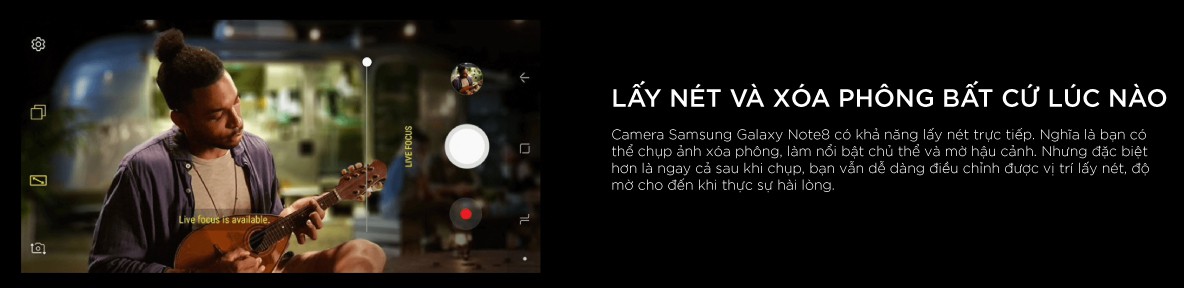 LIVE FOCUS
Live focus is available.
LẤY NÉT VÀ XÓA PHÔNG BẤT CỨ LÚC NÀO
Camera Samsung Galaxy Note8 có khả năng lấy nét trực tiếp. Nghĩa là bạn có
thể chụp ảnh xóa phông, làm nổi bật chủ thể và mờ hậu cảnh. Nhưng đặc biệt
hơn là ngay cả sau khi chụp, bạn vẫn dễ dàng điều chỉnh được vị trí lấy nét, độ
mờ cho đến khi thực sự hài lòng.